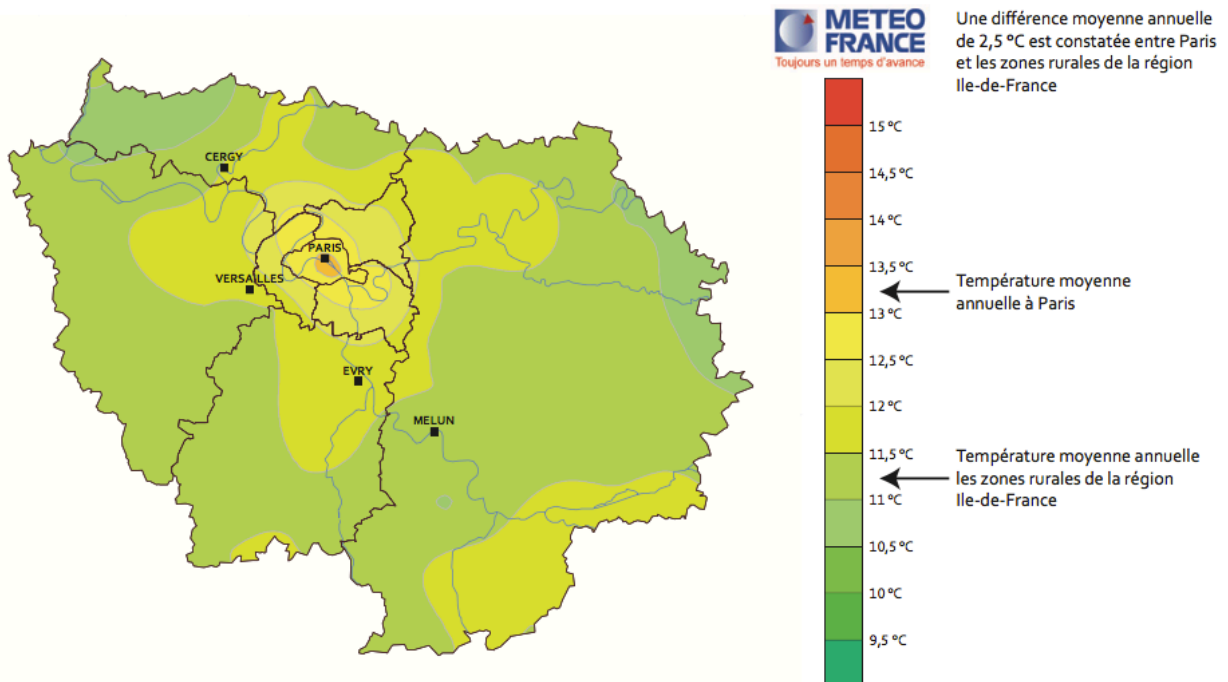 METEO
FRANCE
Toujours un temps d'avance
Une différence moyenne annuelle
de 2,5 °C est constatée entre Paris
et les zones rurales de la région
Ile-de-France
15 °C
14,5 °C
14 °C
13,5 °C
13 °C
12,5 °C
12 °C
11,5 °C
11 °C
10,5 °C
10 °C
9,5 °C
Température moyenne
annuelle à Paris
Température moyenne annuelle
les zones rurales de la région
Ile-de-France
CERGY
PARIS
VERSAILLES
EVRY
MELUN